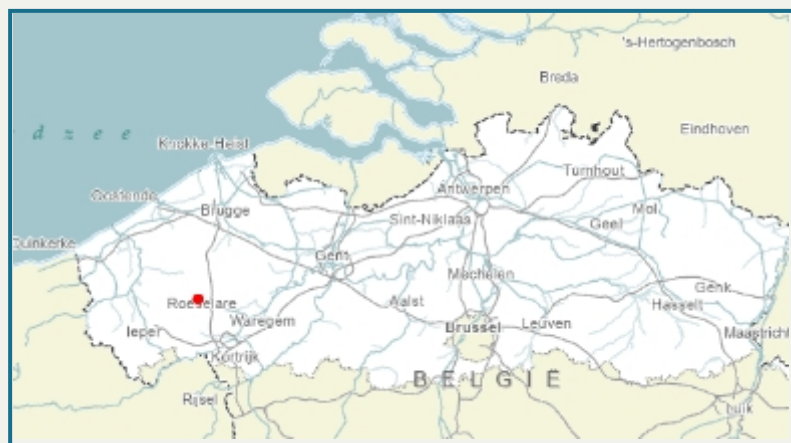 's-Hertogenbosch
Breda
Eindhoven
d z e e
Knokke-Heist
Turnhout
Antwerpen
Oostende
Mol
Brugge
Sint-Niklaas
Geel
Duinkerke
Gent
Mechelen
Genk
Roeselare
Aalst
Hasselt
Waregem
Brussel
Leuven
Ieper
Maastricht
Kortrijk
BELGIË
Rijsel
Luik